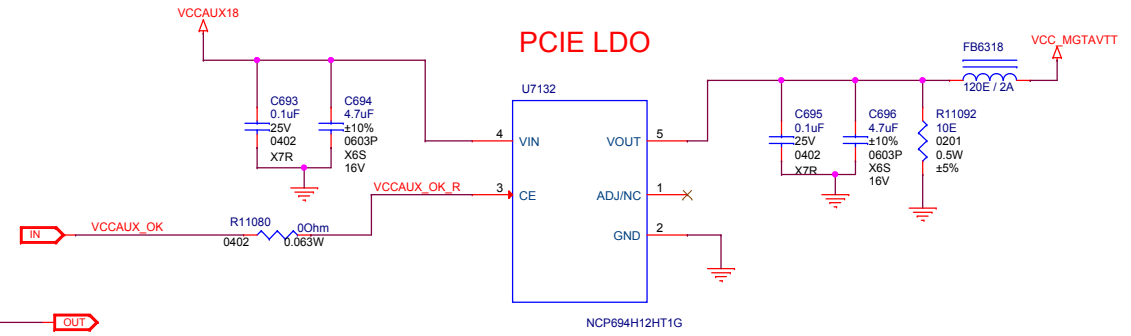 VCCAUX18
PCIE LDO
FB6318
VCC_MGTAVTT
120E / 2A
U7132
C693
0.1uF
25V
0402
X7R
C694
4.7uF
±10%
0603P
X6S
16V
4
VIN
VOUT
5
C695
0.1uF
25V
0402
X7R
C696
4.7uF
±10%
0603P
X6S
16V
R11092
10E
0201
0.5W
±5%
VCCAUX_OK_R
3
CE
ADJ/NC
1
IN
VCCAUX_OK
R11080
0Ohm
0402
0.063W
GND
2
OUT
NCP694H12HT1G